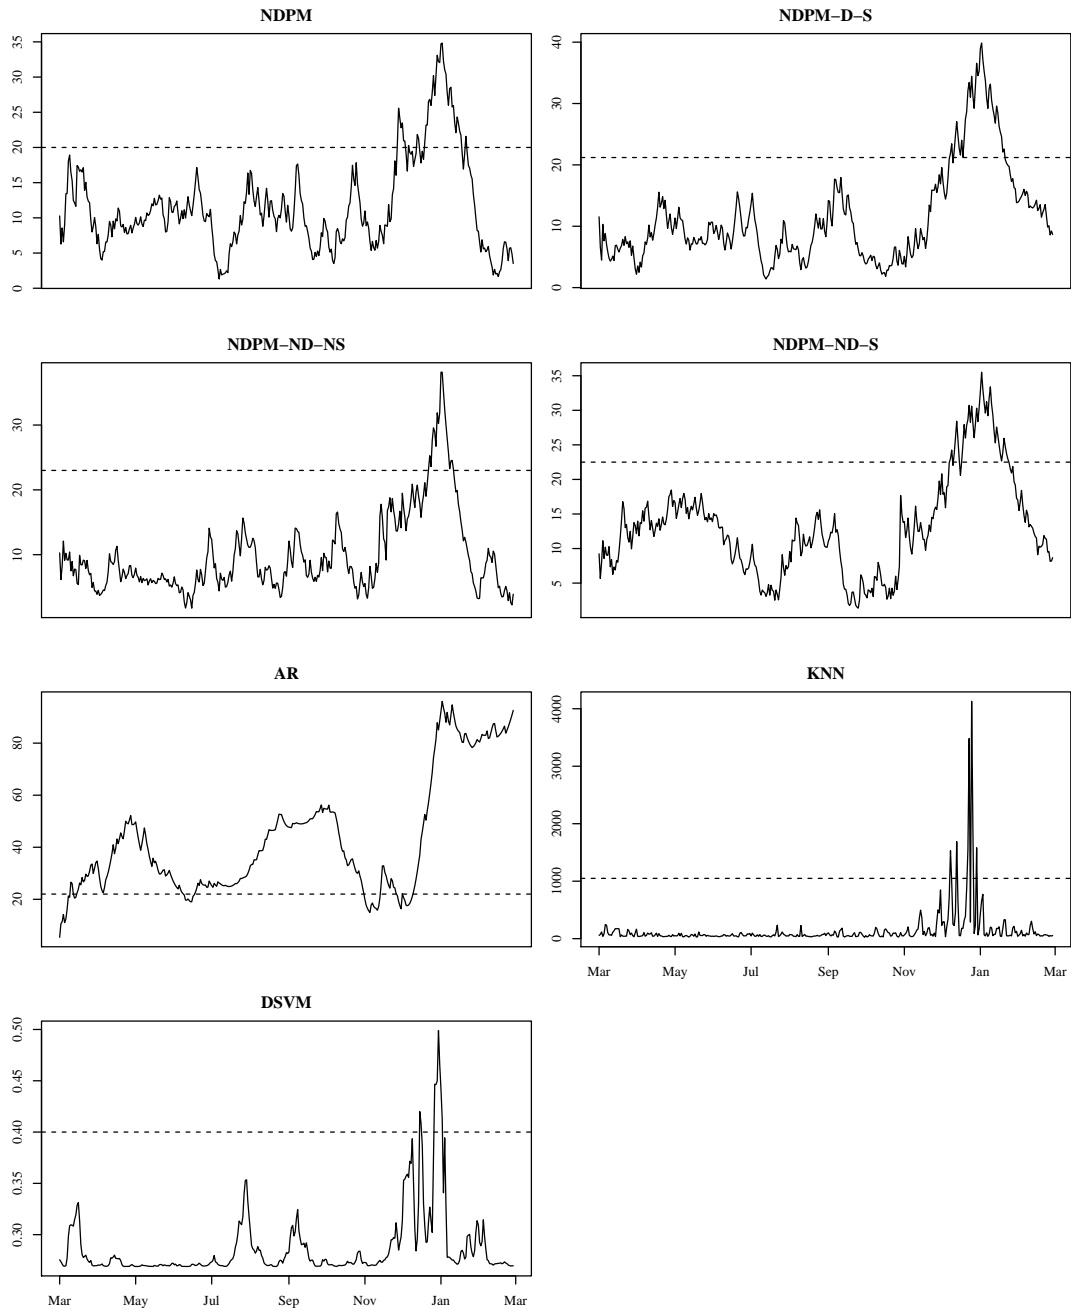 NDPM
0 5 10 15 20 25 30 35
NDPM−D−S
0 10 20 30 40
NDPM−ND−NS
10 20 30
NDPM−ND−S
5 10 15 20 25 30 35
AR
20 40 60 80
KNN
0 1000 2000 3000 4000
Mar May Jul Sep Nov Jan Mar
DSVM
0.30 0.35 0.40 0.45 0.50
Mar May Jul Sep Nov Jan Mar